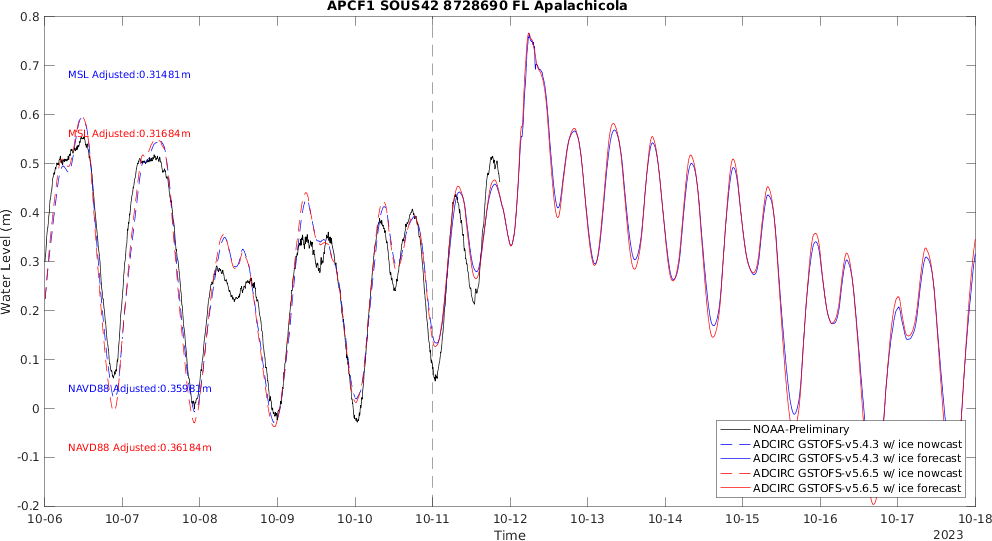 APCF1 SOUS42 8728690 FL Apalachicola
0.8
0.7
0.6
0.5
0.4
0.3
0.2
0.1
0
-0.1
-0.2
Water Level (m)
MSL Adjusted:0.31481m
MSL Adjusted:0.31684m
NAVD88 Adjusted:0.35981m
NAVD88 Adjusted:0.36184m
NOAA-Preliminary
ADCIRC GSTOFS-v5.4.3 w/ ice nowcast
ADCIRC GSTOFS-v5.4.3 w/ ice forecast
ADCIRC GSTOFS-v5.6.5 w/ ice nowcast
ADCIRC GSTOFS-v5.6.5 w/ ice forecast
10-06 10-07 10-08 10-09 10-10 10-11 10-12 10-13 10-14 10-15 10-16 10-17 10-18
Time
2023